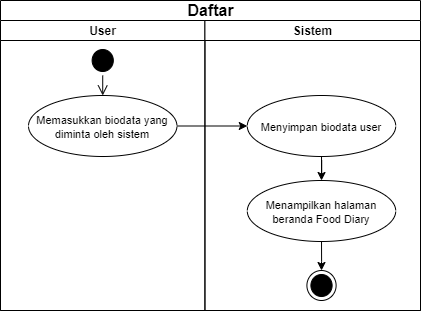 Daftar
User
Sistem
Memasukkan biodata yang
diminta oleh sistem
Menyimpan biodata user
Menampilkan halaman
beranda Food Diary